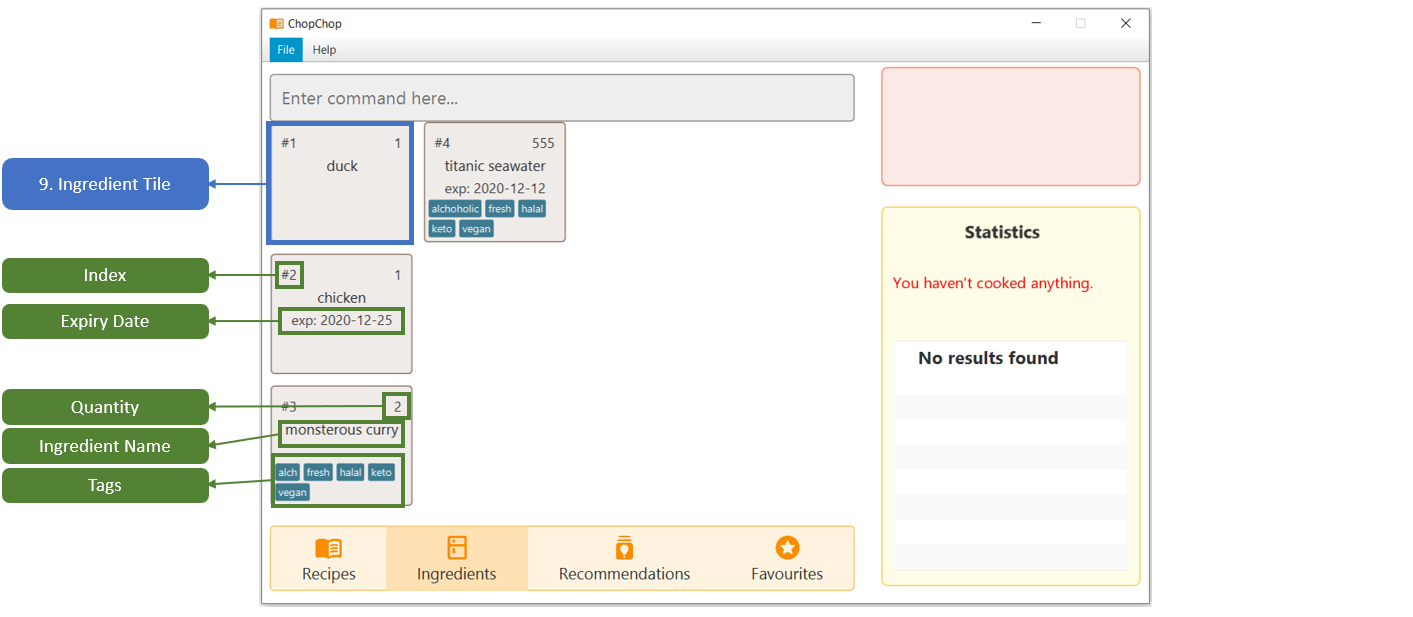 ChopChop
File Help
Enter command here...
9. Ingredient Tile
#1 1
duck
#4 555
titanic seawater
exp: 2020-12-12
alchoholic fresh halal
keto vegan
Index
Expiry Date
#2 1
chicken
exp: 2020-12-25
Quantity
Ingredient Name
Tags
#3 2
monsterous curry
alch fresh halal keto
vegan
Statistics
You haven't cooked anything.
No results found
Recipes Ingredients Recommendations Favourites